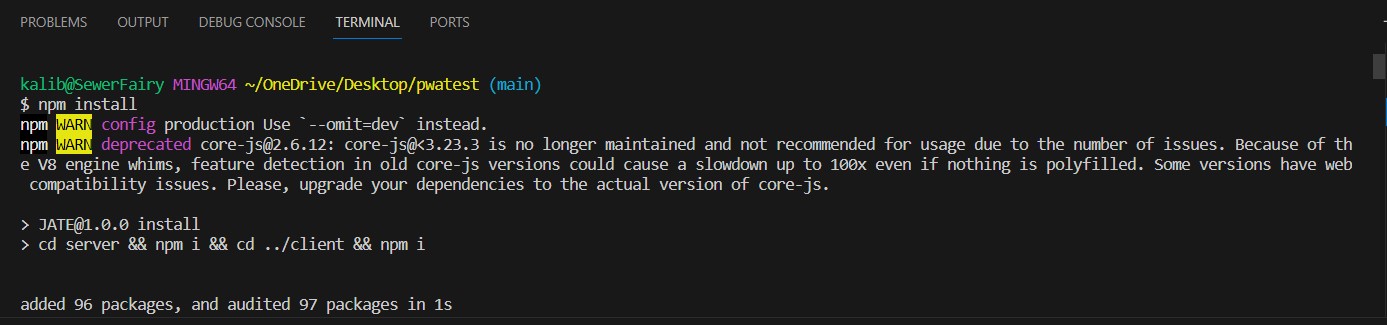 PROBLEMS OUTPUT DEBUG CONSOLE TERMINAL PORTS
kalib@SewerFairy MINGW64 ~/OneDrive/Desktop/pwatest (main)
$ npm install
npm WARN config production Use `--omit=dev` instead.
npm WARN deprecated core-js@2.6.12: core-js@<3.23.3 is no longer maintained and not recommended for usage due to the number of issues. Because of th
e V8 engine whims, feature detection in old core-js versions could cause a slowdown up to 100x even if nothing is polyfilled. Some versions have web
 compatibility issues. Please, upgrade your dependencies to the actual version of core-js.
> JATE@1.0.0 install
> cd server && npm i && cd ../client && npm i
added 96 packages, and audited 97 packages in 1s